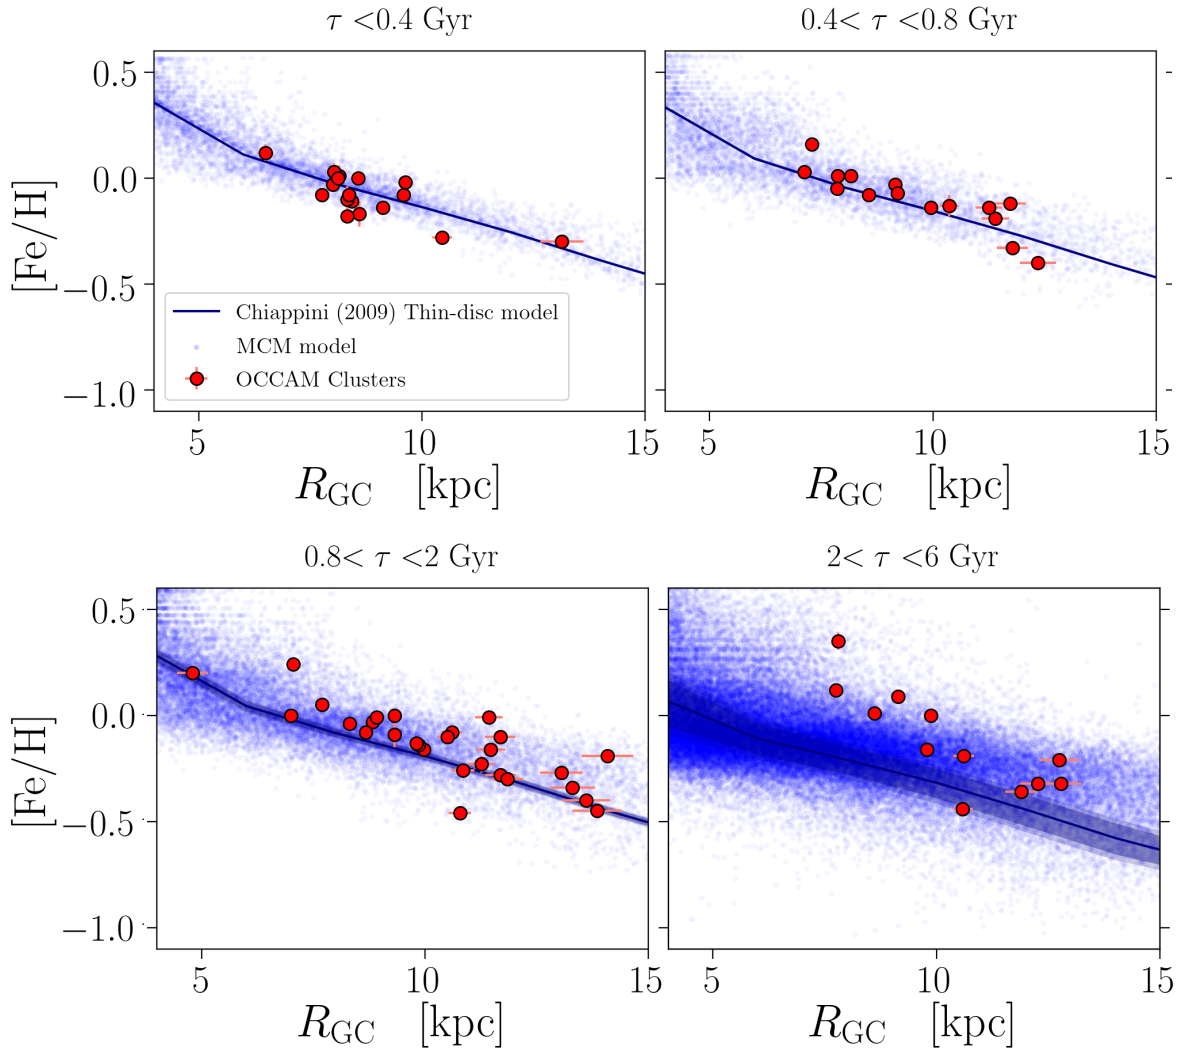 τ <0.4 Gyr
0.4< τ <0.8 Gyr
[Fe/H]
0.5
0.0
−0.5
−1.0
Chiappini (2009) Thin-disc model
MCM model
OCCAM Clusters
5
10
15
5
10
15
R_GC [kpc]
R_GC [kpc]
0.8< τ <2 Gyr
2< τ <6 Gyr
[Fe/H]
0.5
0.0
−0.5
−1.0
5
10
15
5
10
15
R_GC [kpc]
R_GC [kpc]